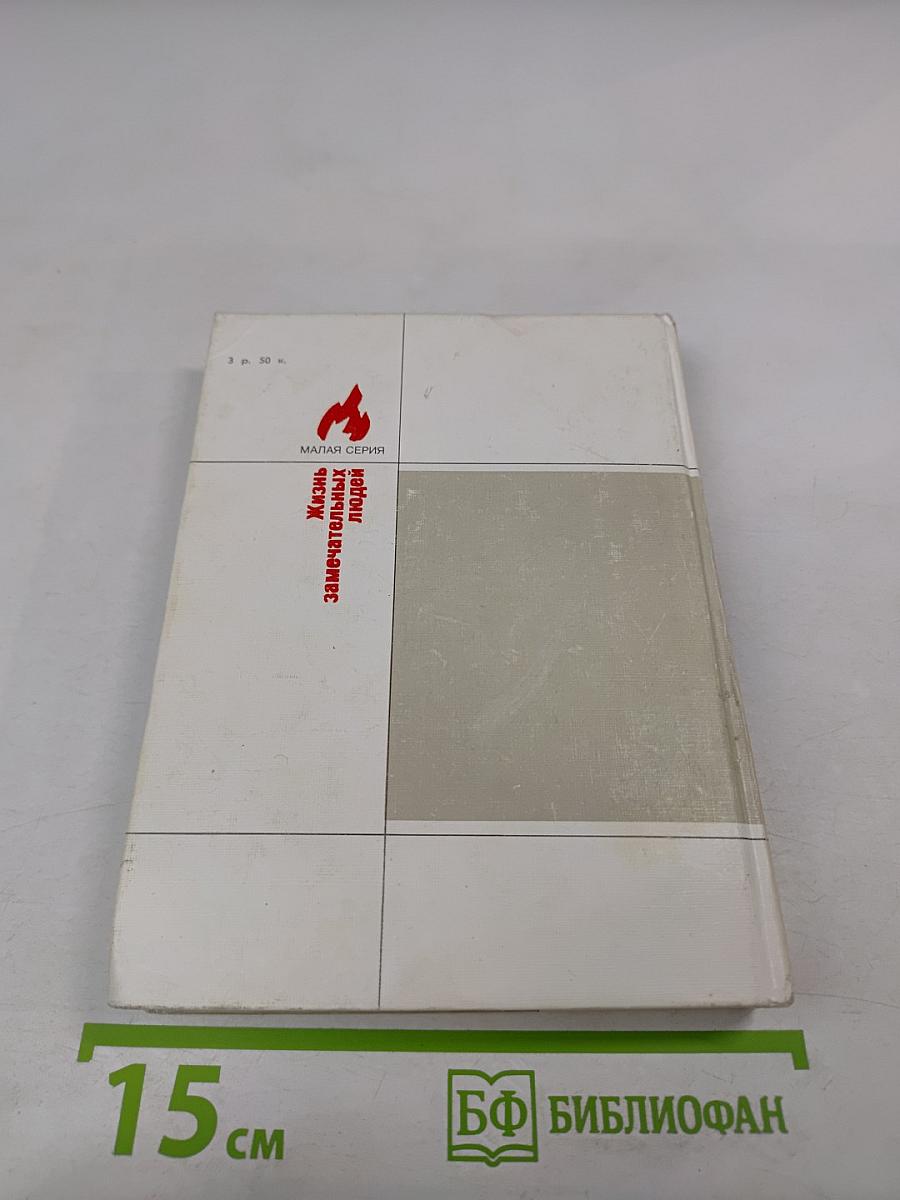 3 р. 50 к.
МАЛАЯ СЕРИЯ
Жизнь
замечательных
людей
15 см
БФ БИБЛИОФАН